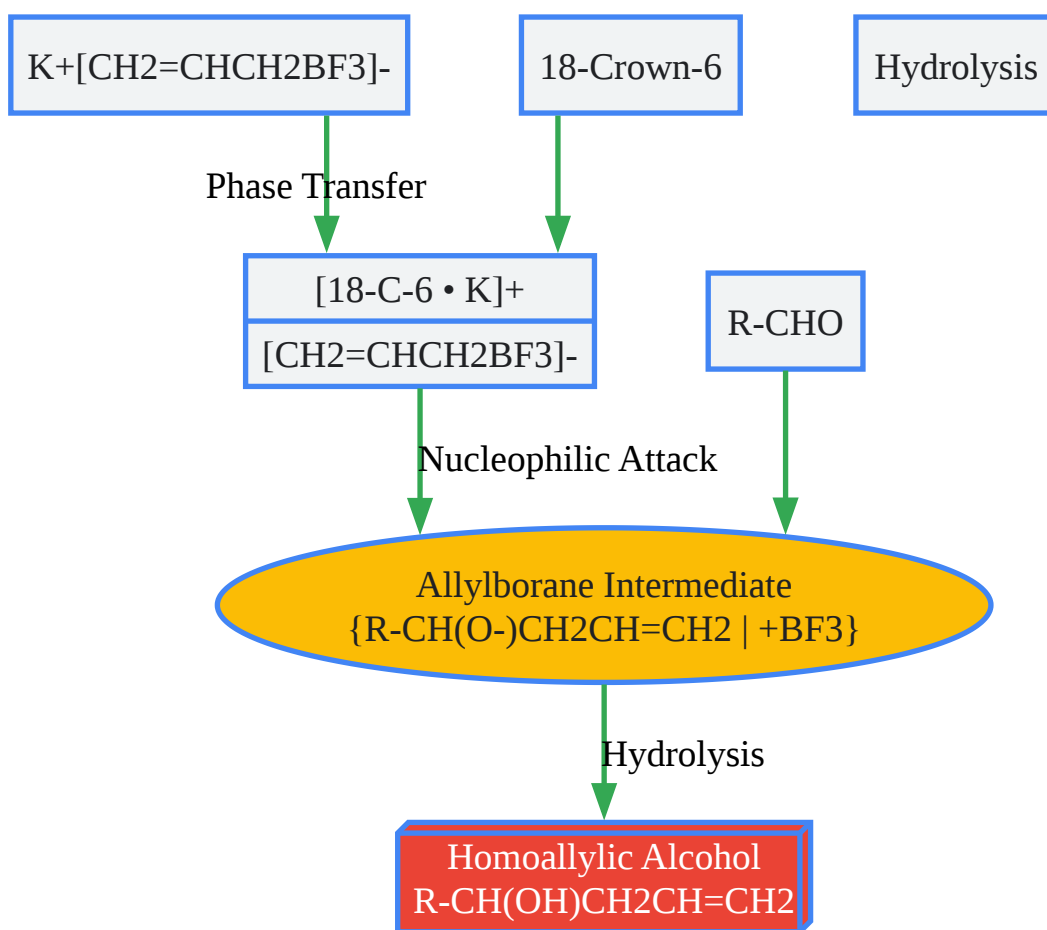 K+[CH2=CHCH2BF3]-
18-Crown-6
Hydrolysis
Phase Transfer
[18-C-6 • K]+
[CH2=CHCH2BF3]-
R-CHO
Nucleophilic Attack
Allylborane Intermediate
{R-CH(O-)CH2CH=CH2 | +BF3}
Hydrolysis
Homoallylic Alcohol
R-CH(OH)CH2CH=CH2